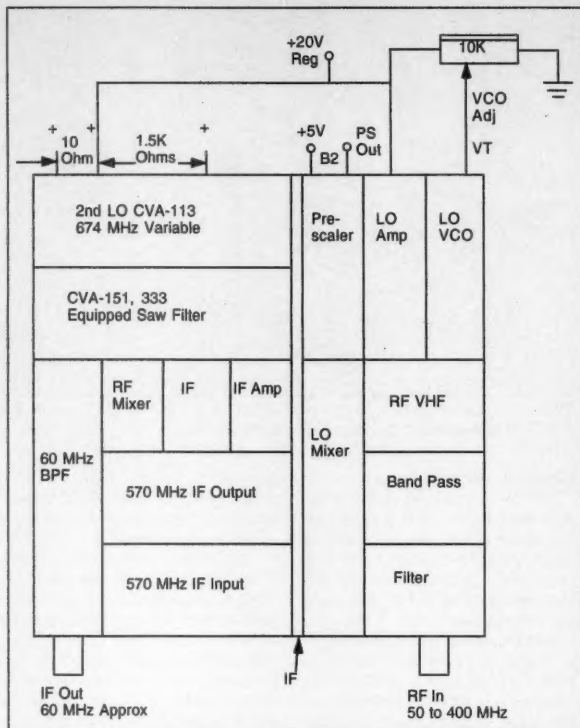 +20V
Reg
10K
VCO
Adj
VT
+ + +
10
Ohm
1.5K
Ohms
+5V
B2
PS
Out
2nd LO CVA-113
674 MHz Variable
Pre-
scaler
LO
Amp
LO
VCO
CVA-151, 333
Equipped Saw Filter
RF
Mixer
IF
IF Amp
RF VHF
60 MHz
BPF
LO
Mixer
570 MHz IF Output
Band Pass
570 MHz IF Input
Filter
IF Out
60 MHz Approx
IF
RF In
50 to 400 MHz